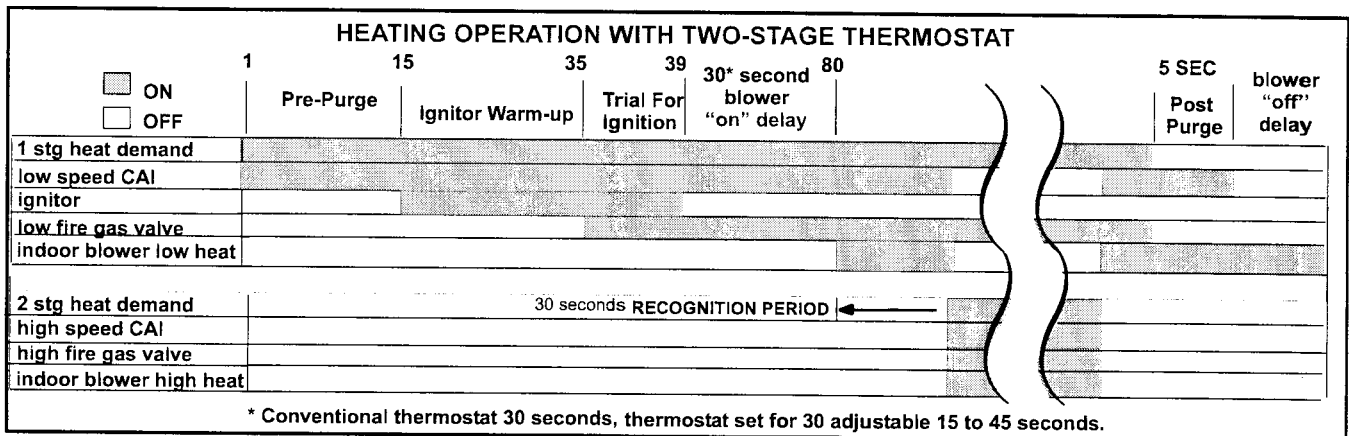 HEATING OPERATION WITH TWO-STAGE THERMOSTAT
1 15 35 39 80 5 SEC
ON
OFF
Pre-Purge
Ignitor Warm-up
Trial For
Ignition
30* second
blower
"on" delay
Post
Purge
blower
"off"
delay
1 stg heat demand
low speed CAI
ignitor
low fire gas valve
indoor blower low heat
2 stg heat demand 30 seconds RECOGNITION PERIOD
high speed CAI
high fire gas valve
indoor blower high heat
* Conventional thermostat 30 seconds, thermostat set for 30 adjustable 15 to 45 seconds.